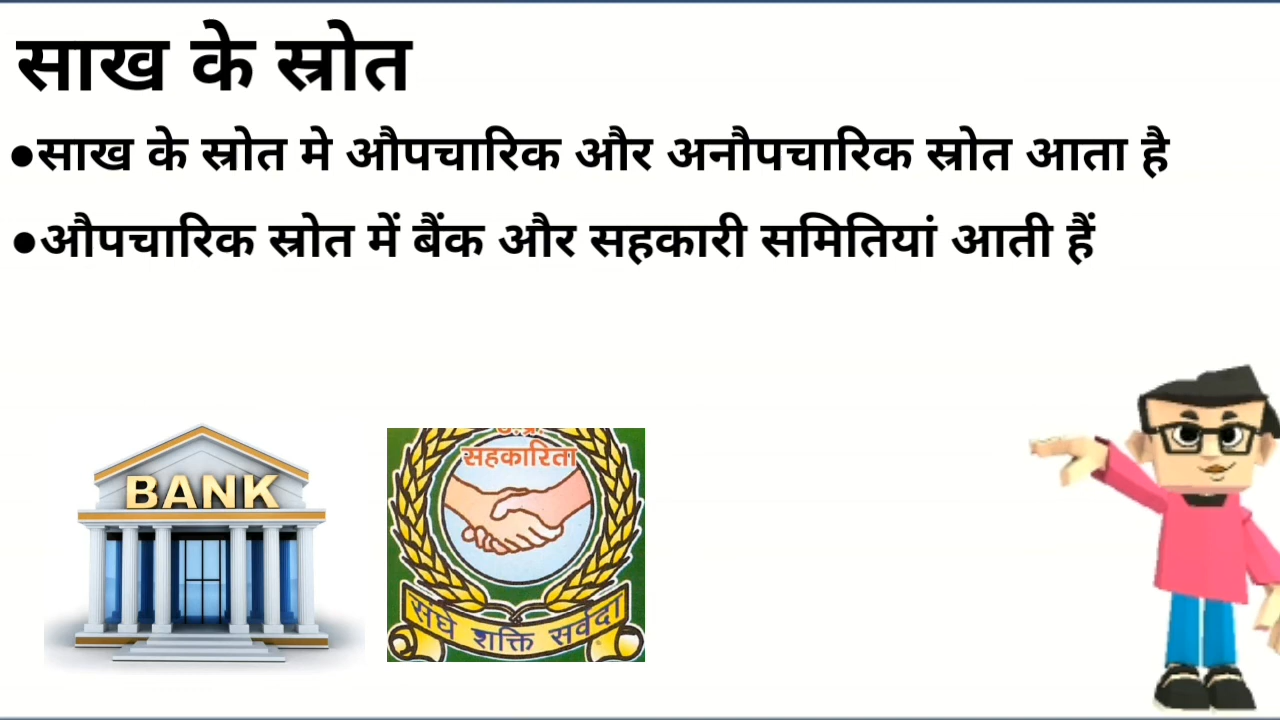 साख के स्रोत
•साख के स्रोत मे औपचारिक और अनौपचारिक स्रोत आता है
•औपचारिक स्रोत में बैंक और सहकारी समितियां आती हैं
BANK
सहकारिता
संघे शक्ति सर्वदा